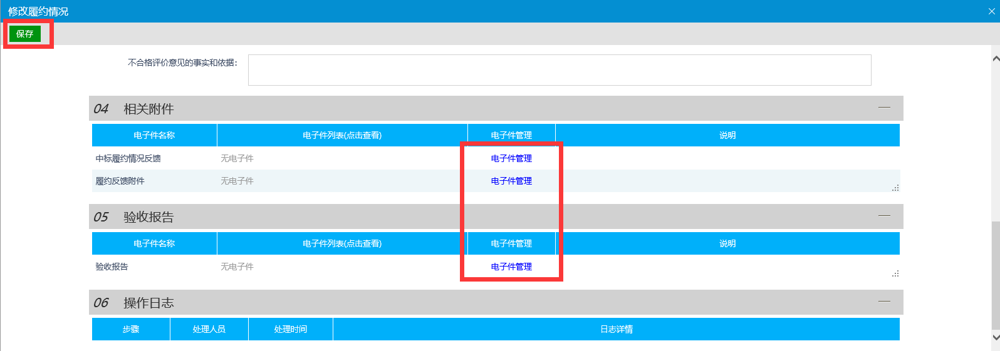 修改履约情况
保存
不合格评价意见的事实和依据：
04 相关附件
电子件名称 电子件列表(点击查看) 电子件管理 说明
中标履约情况反馈 无电子件 电子件管理
履约反馈附件 无电子件 电子件管理
05 验收报告
电子件名称 电子件列表(点击查看) 电子件管理 说明
验收报告 无电子件 电子件管理
06 操作日志
步骤 处理人员 处理时间 日志详情